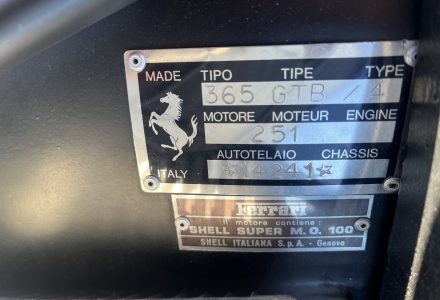 MADE TIPO TIPE TYPE
365 GTB /4
MOTORE MOTEUR ENGINE
251
AUTOTELAIO CHASSIS
☆14241☆
ITALY
Ferrari
Il motore contiene:
SHELL SUPER M.O. 100
SHELL ITALIANA S.p.A. - Genova